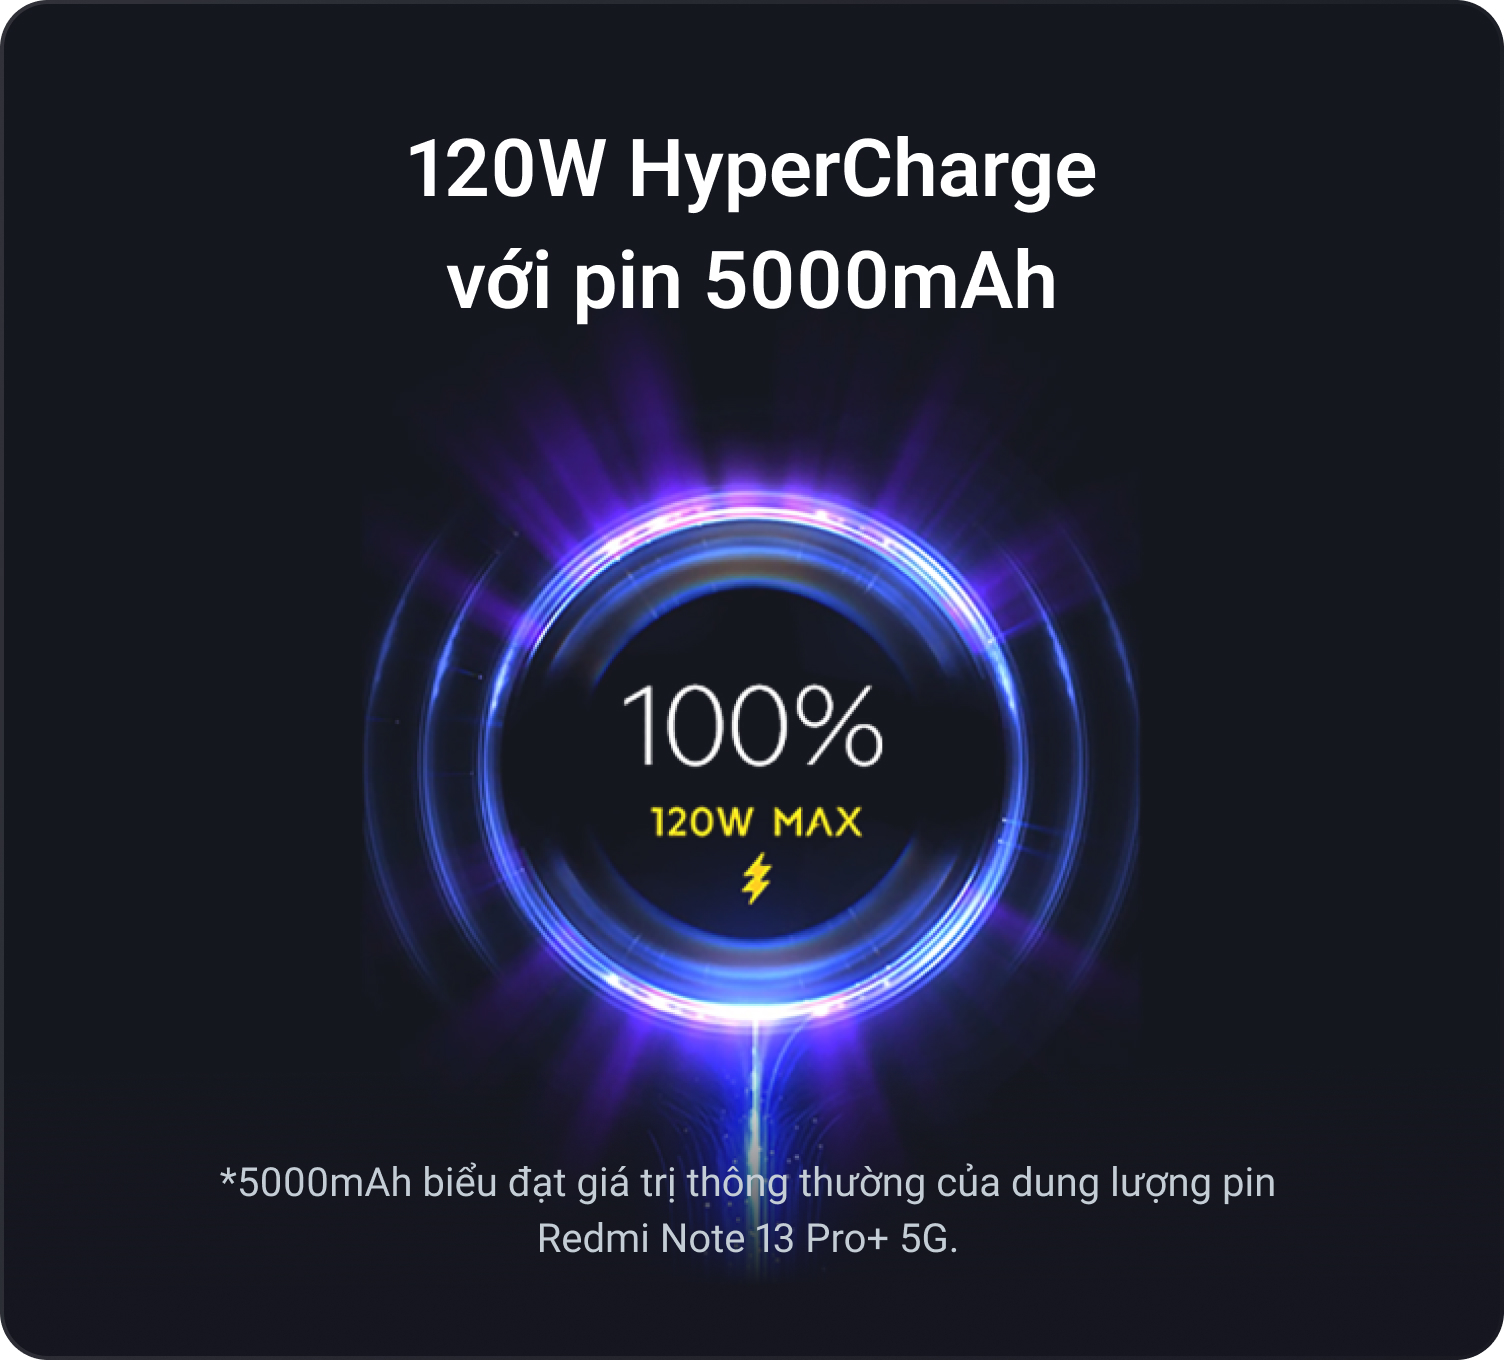 120W HyperCharge
với pin 5000mAh
100%
120W MAX
*5000mAh biểu đạt giá trị thông thường của dung lượng pin
Redmi Note 13 Pro+ 5G.